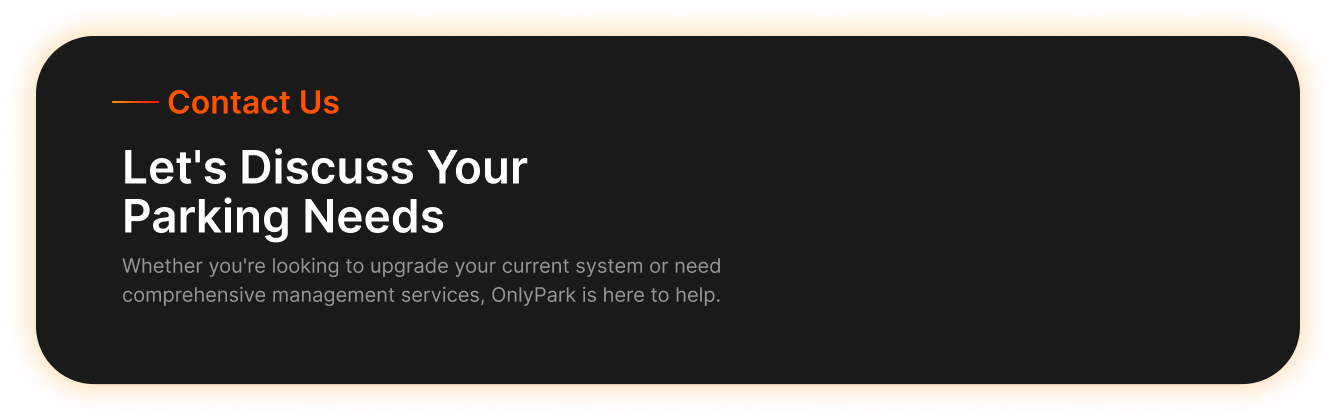 Contact Us
Let's Discuss Your
Parking Needs
Whether you're looking to upgrade your current system or need
comprehensive management services, OnlyPark is here to help.